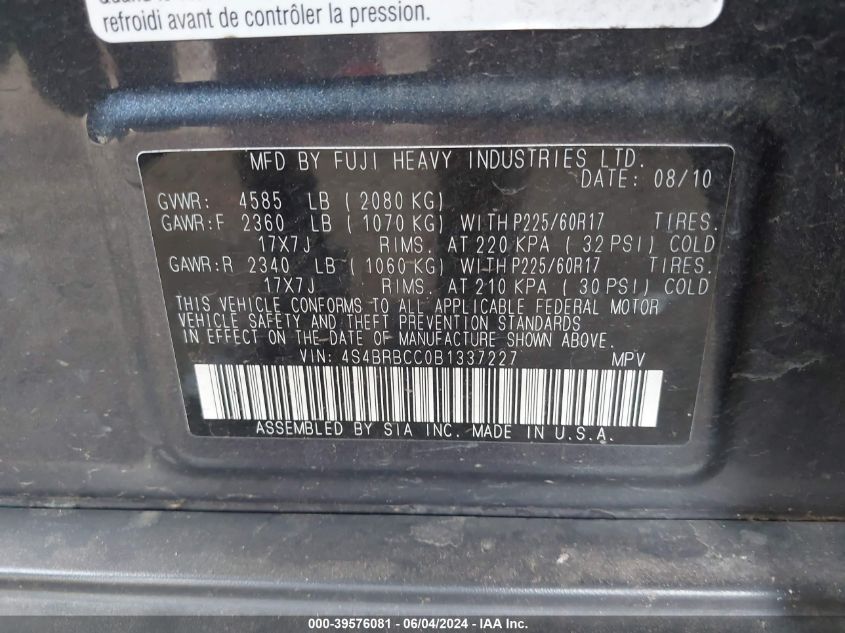 refroidi avant de contrôler la pression.
MFD BY FUJI HEAVY INDUSTRIES LTD.
DATE: 08/10
GVWR: 4585 LB (2080 KG)
GAWR:F 2360 LB (1070 KG) WITH P225/60R17 TIRES.
17X7J RIMS. AT 220 KPA (32 PSI) COLD
GAWR:R 2340 LB (1060 KG) WITH P225/60R17 TIRES.
17X7J RIMS. AT 210 KPA (30 PSI) COLD
THIS VEHICLE CONFORMS TO ALL APPLICABLE FEDERAL MOTOR
VEHICLE SAFETY AND THEFT PREVENTION STANDARDS
IN EFFECT ON THE DATE OF MANUFACTURE SHOWN ABOVE.
VIN: 4S4BRBCC0B1337227 MPV
ASSEMBLED BY SIA INC. MADE IN U.S.A.
000-39576081 - 06/04/2024 - IAA Inc.